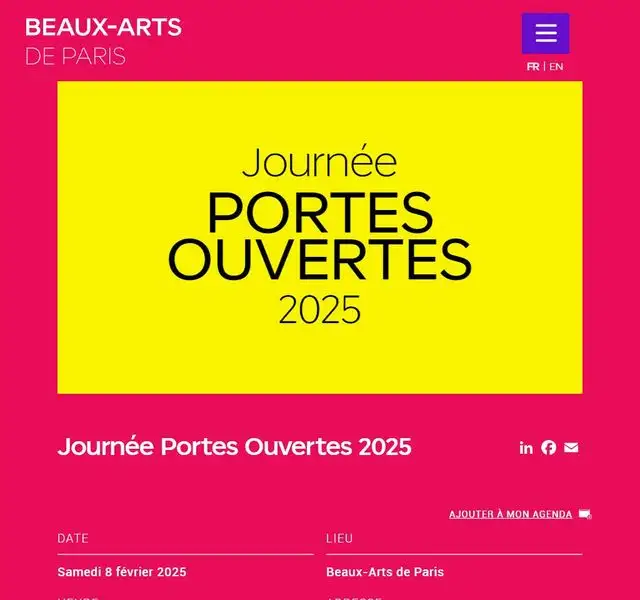 BEAUX-ARTS
DE PARIS
FR | EN
Journée
PORTES
OUVERTES
2025
Journée Portes Ouvertes 2025
AJOUTER À MON AGENDA
DATE
LIEU
Samedi 8 février 2025
Beaux-Arts de Paris